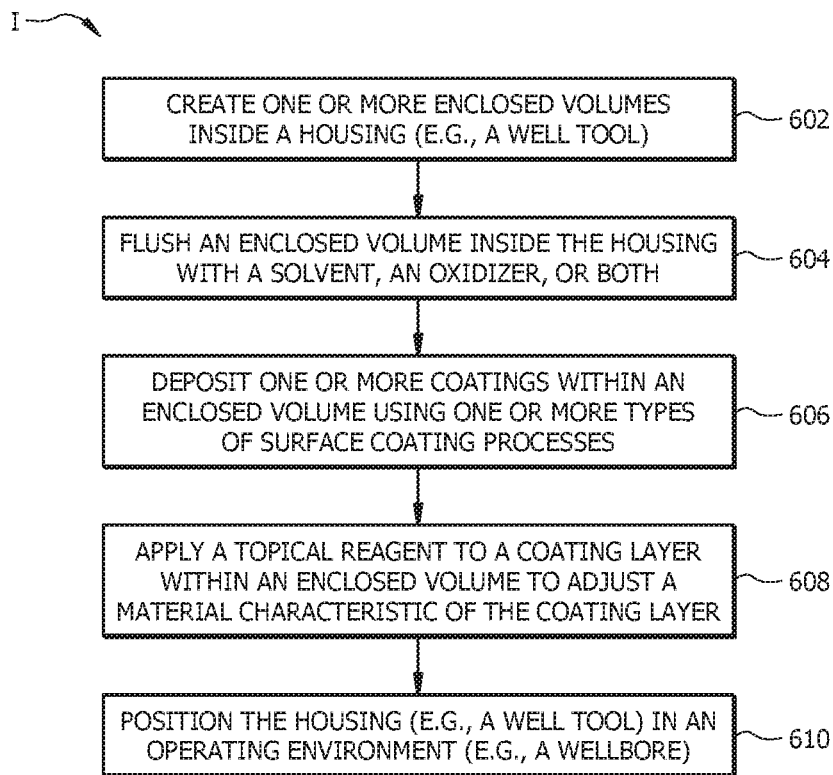 I
CREATE ONE OR MORE ENCLOSED VOLUMES
INSIDE A HOUSING (E.G., A WELL TOOL)
602
FLUSH AN ENCLOSED VOLUME INSIDE THE HOUSING
WITH A SOLVENT, AN OXIDIZER, OR BOTH
604
DEPOSIT ONE OR MORE COATINGS WITHIN AN
ENCLOSED VOLUME USING ONE OR MORE TYPES
OF SURFACE COATING PROCESSES
606
APPLY A TOPICAL REAGENT TO A COATING LAYER
WITHIN AN ENCLOSED VOLUME TO ADJUST A
MATERIAL CHARACTERISTIC OF THE COATING LAYER
608
POSITION THE HOUSING (E.G., A WELL TOOL) IN AN
OPERATING ENVIRONMENT (E.G., A WELLBORE)
610